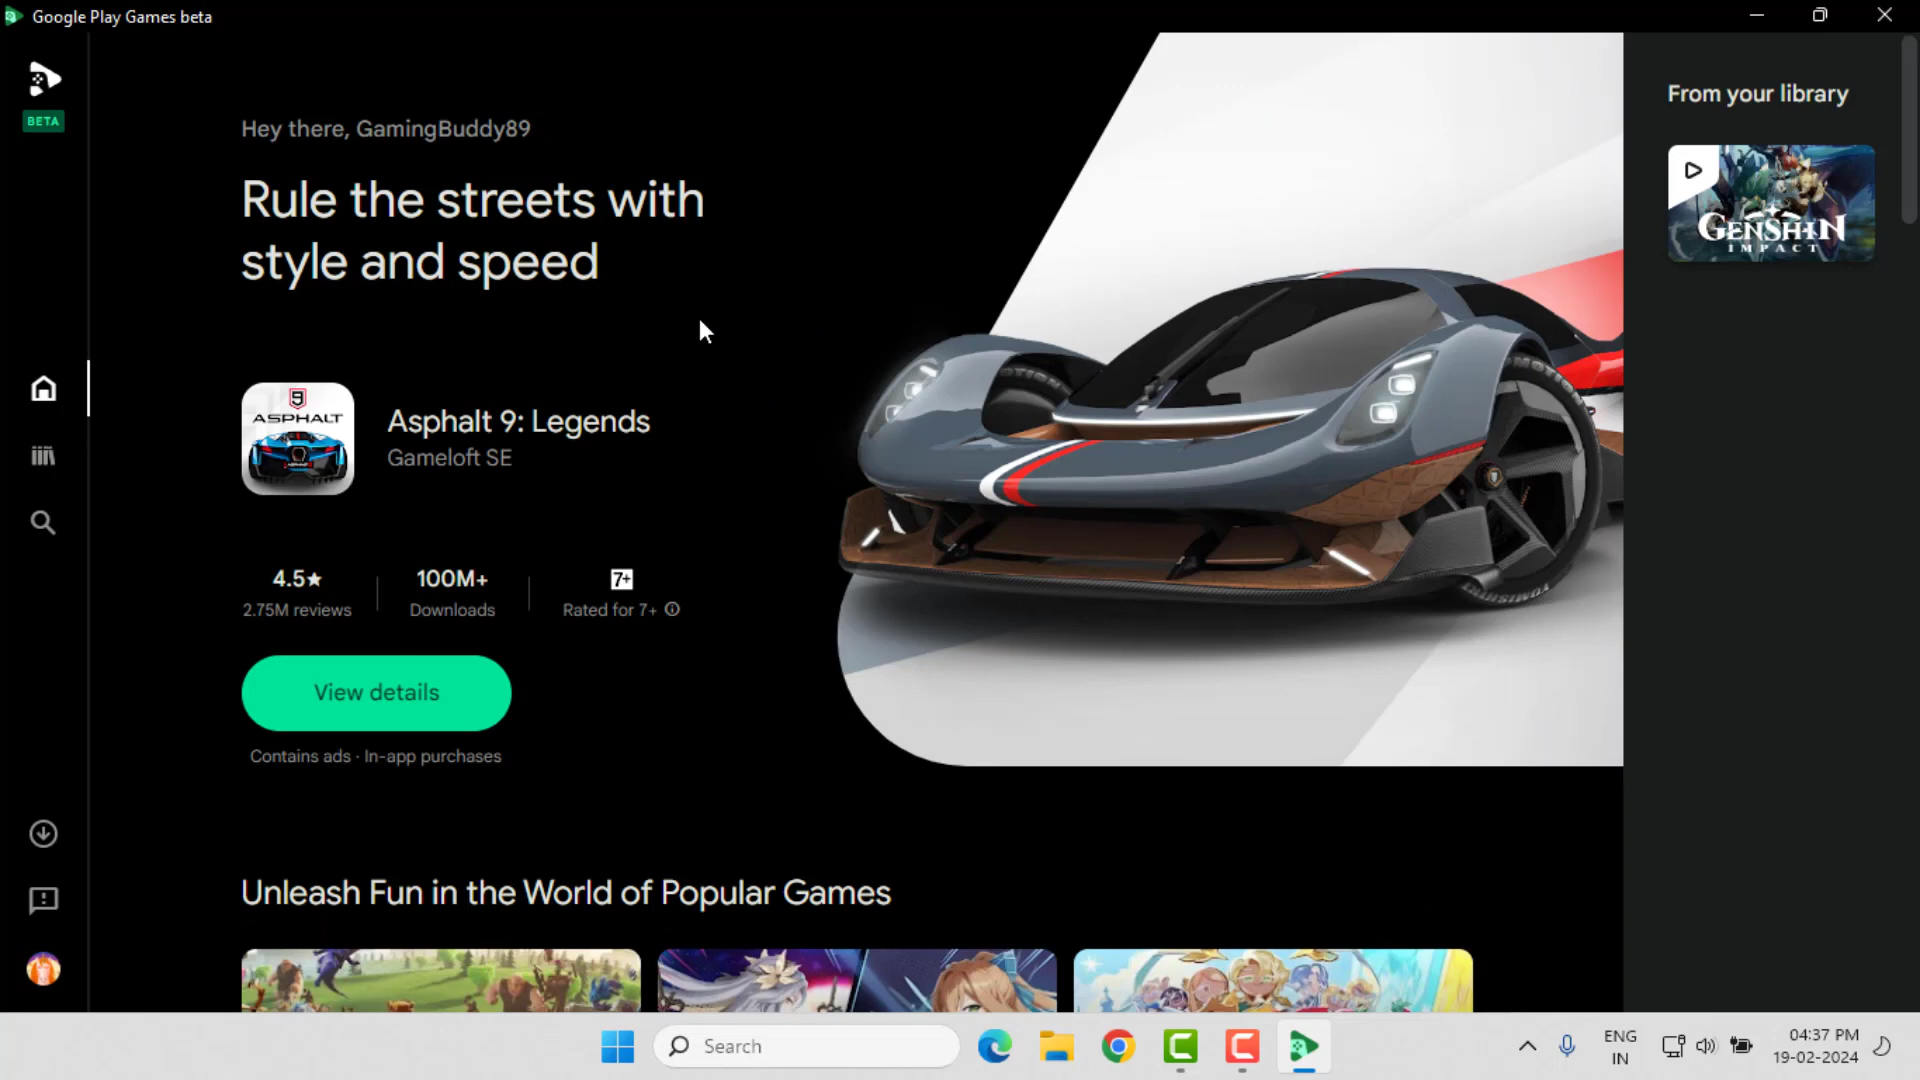 Google Play Games beta
BETA
Hey there, GamingBuddy89
Rule the streets with
style and speed
9
ASPHALT
Asphalt 9: Legends
Gameloft SE
4.5★
2.75M reviews
100M+
Downloads
7+
Rated for 7+
View details
Contains ads · In-app purchases
Unleash Fun in the World of Popular Games
From your library
GENSHIN
IMPACT
Search
ENG
IN
04:37 PM
19-02-2024